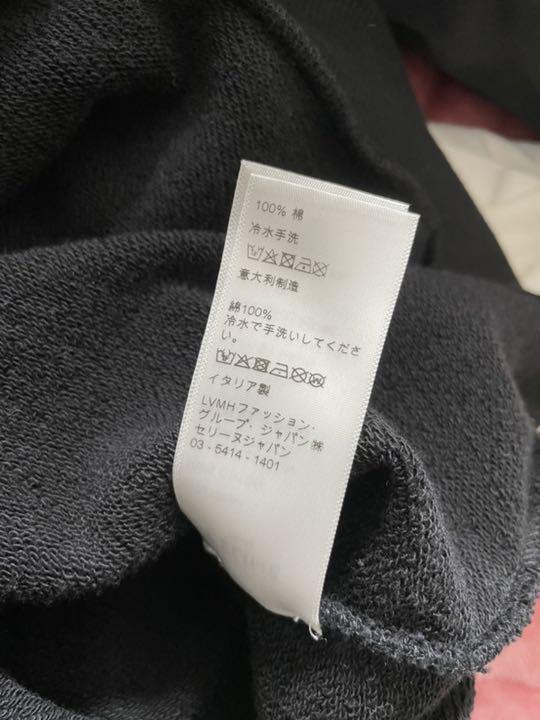 100% 棉
冷水手洗
意大利制造
綿100%
冷水で手洗いしてくださ
い。
イタリア製
LVMHファッション・
グループ・ジャパン㈱
セリーヌジャパン
03 - 5414 - 1401